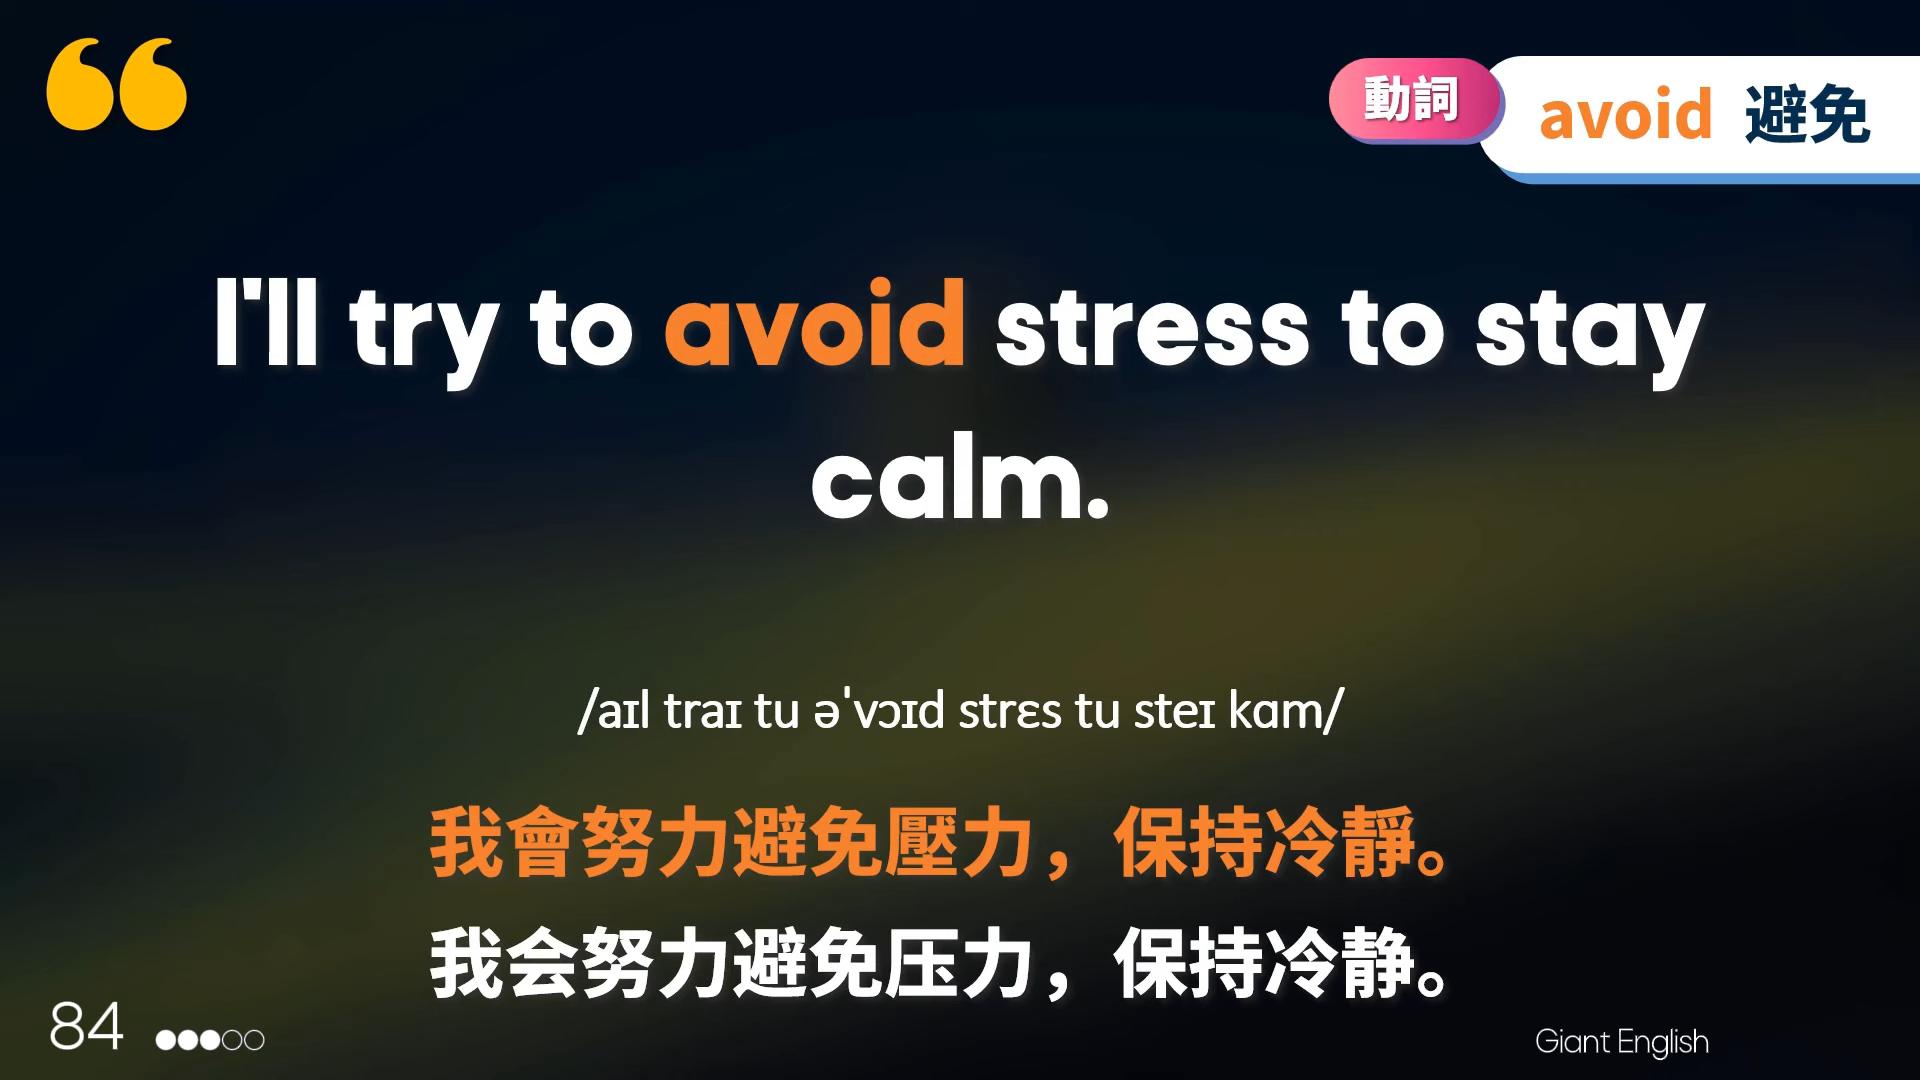 動詞
avoid 避免
I'll try to avoid stress to stay
calm.
/aɪl traɪ tu əˈvɔɪd strɛs tu steɪ kɑm/
我會努力避免壓力，保持冷靜。
我会努力避免压力，保持冷静。
84
Giant English